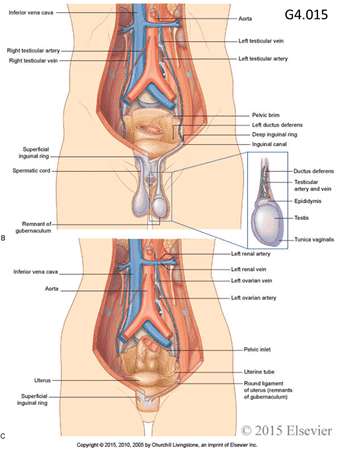 G4.015
Inferior vena cava
Aorta
Left testicular vein
Right testicular artery
Right testicular vein
Left testicular artery
Pelvic brim
Left ductus deferens
Deep inguinal ring
Inguinal canal
Superficial
inguinal ring
Spermatic cord
Remnant of
gubernaculum
Ductus deferens
Testicular
artery and vein
Epididymis
Testis
Tunica vaginalis
B
Left renal artery
Left renal vein
Inferior vena cava
Left ovarian vein
Aorta
Left ovarian artery
Pelvic inlet
Uterine tube
Uterus
Round ligament
of uterus (remnants
of gubernaculum)
Superficial
inguinal ring
© 2015 Elsevier
C
Copyright © 2015, 2010, 2005 by Churchill Livingstone, an imprint of Elsevier Inc.